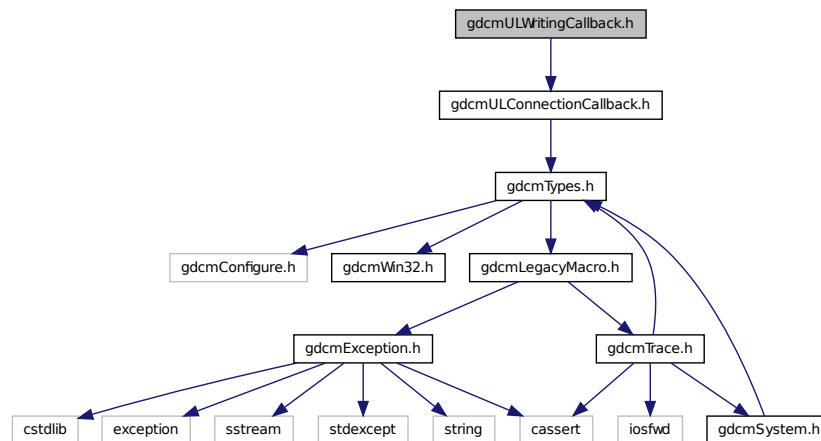 gdcmULWritingCallback.h
gdcmULConnectionCallback.h
gdcmTypes.h
gdcmConfigure.h
gdcmWin32.h
gdcmLegacyMacro.h
gdcmException.h
gdcmTrace.h
cstdlib
exception
sstream
stdexcept
string
cassert
iosfwd
gdcmSystem.h